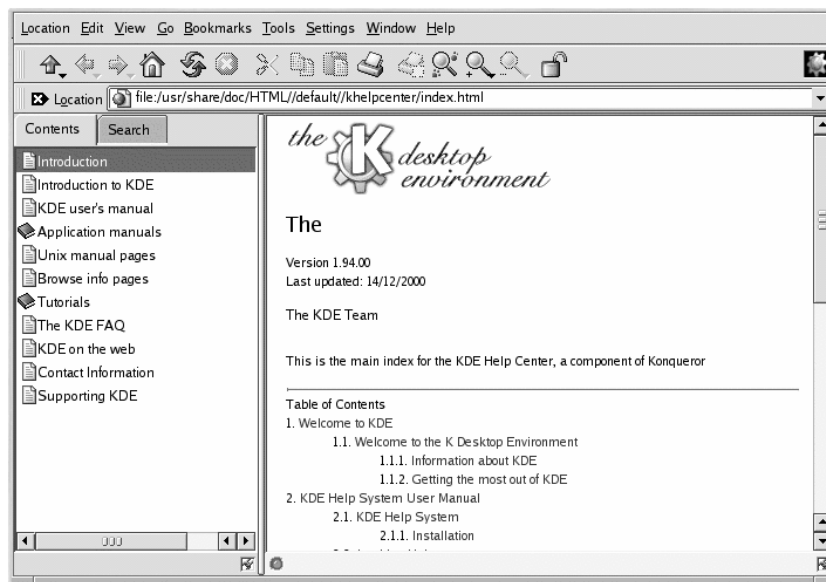 Location Edit View Go Bookmarks Tools Settings Window Help
Location file:/usr/share/doc/HTML//default//khelpcenter/index.html
Contents Search
Introduction
Introduction to KDE
KDE user's manual
Application manuals
Unix manual pages
Browse info pages
Tutorials
The KDE FAQ
KDE on the web
Contact Information
Supporting KDE
the K desktop
environment
The
Version 1.94.00
Last updated: 14/12/2000
The KDE Team
This is the main index for the KDE Help Center, a component of Konqueror
Table of Contents
1. Welcome to KDE
1.1. Welcome to the K Desktop Environment
1.1.1. Information about KDE
1.1.2. Getting the most out of KDE
2. KDE Help System User Manual
2.1. KDE Help System
2.1.1. Installation